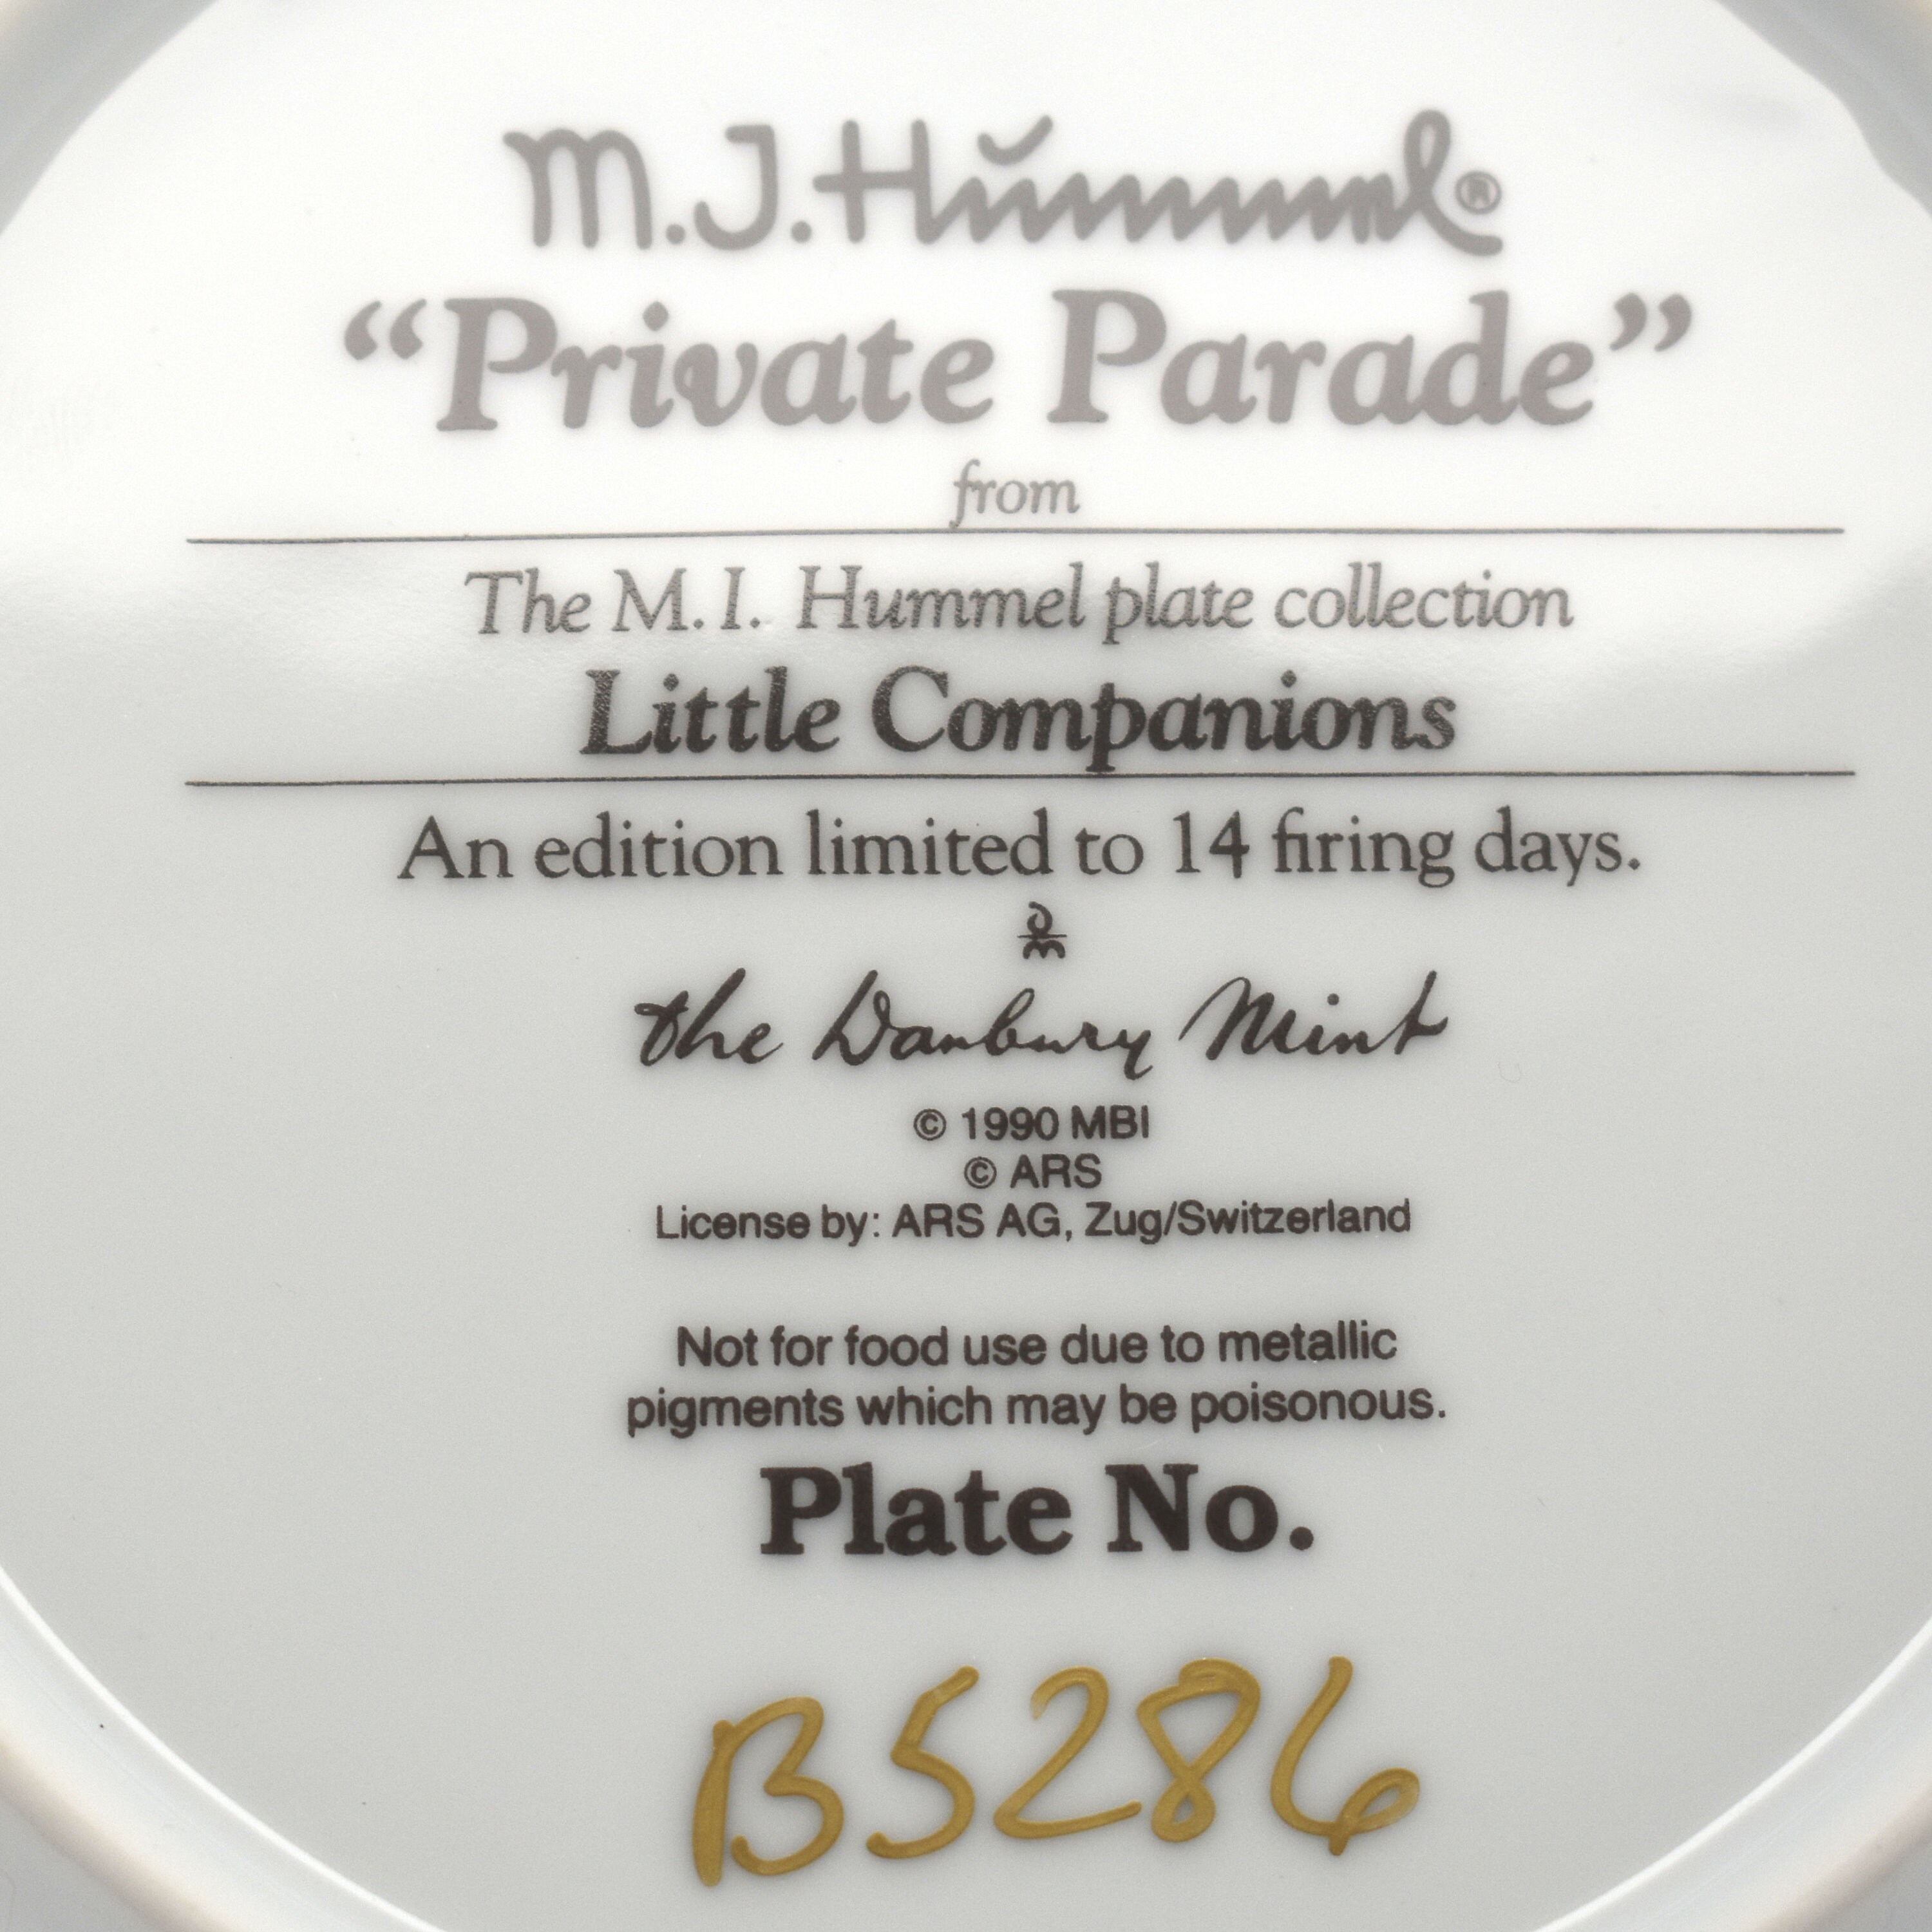 M.J.Hŭmmel®
“Private Parade”
from
The M. I. Hummel plate collection
Little Companions
An edition limited to 14 firing days.
the Danbury Mint
© 1990 MBI
© ARS
License by: ARS AG, Zug/Switzerland
Not for food use due to metallic
pigments which may be poisonous.
Plate No.
B5286